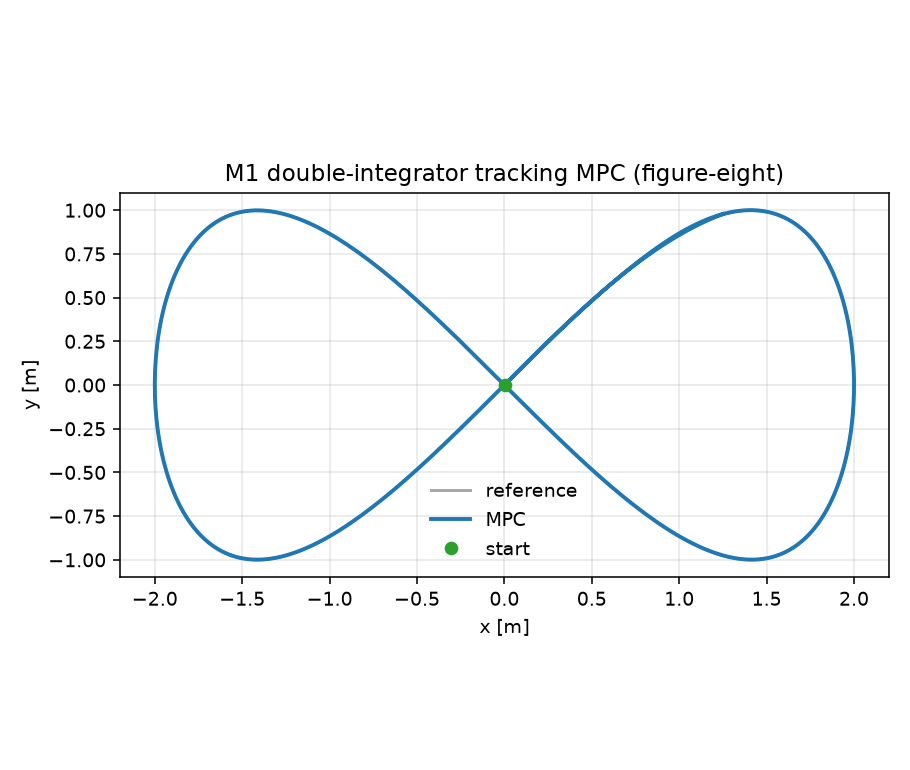 M1 double-integrator tracking MPC (figure-eight)
1.00
0.75
0.50
0.25
0.00
−0.25
−0.50
−0.75
−1.00
y [m]
reference
MPC
start
−2.0 −1.5 −1.0 −0.5 0.0 0.5 1.0 1.5 2.0
x [m]